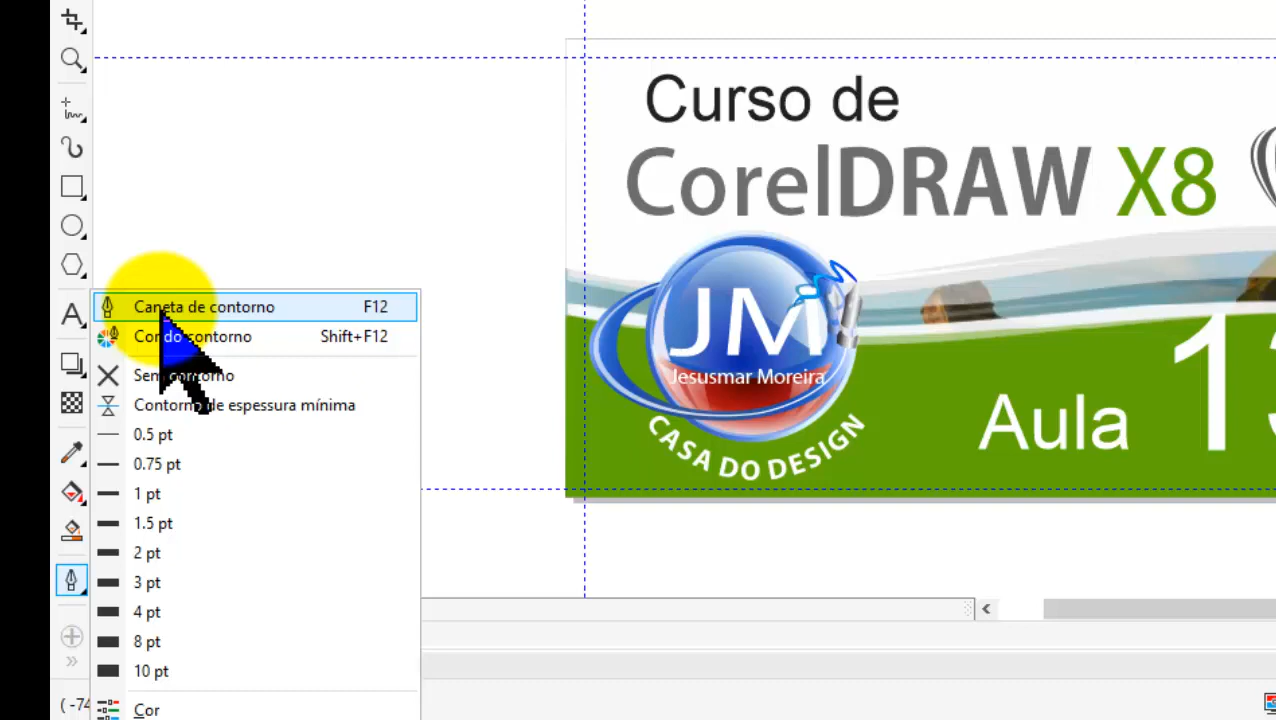 Caneta de contorno F12
Cor do contorno Shift+F12
Sem contorno
Contorno de espessura mínima
0.5 pt
0.75 pt
1 pt
1.5 pt
2 pt
3 pt
4 pt
8 pt
10 pt
Cor
( -74
Curso de
CorelDRAW X8
JM
Jesusmar Moreira
CASA DO DESIGN
Aula 13